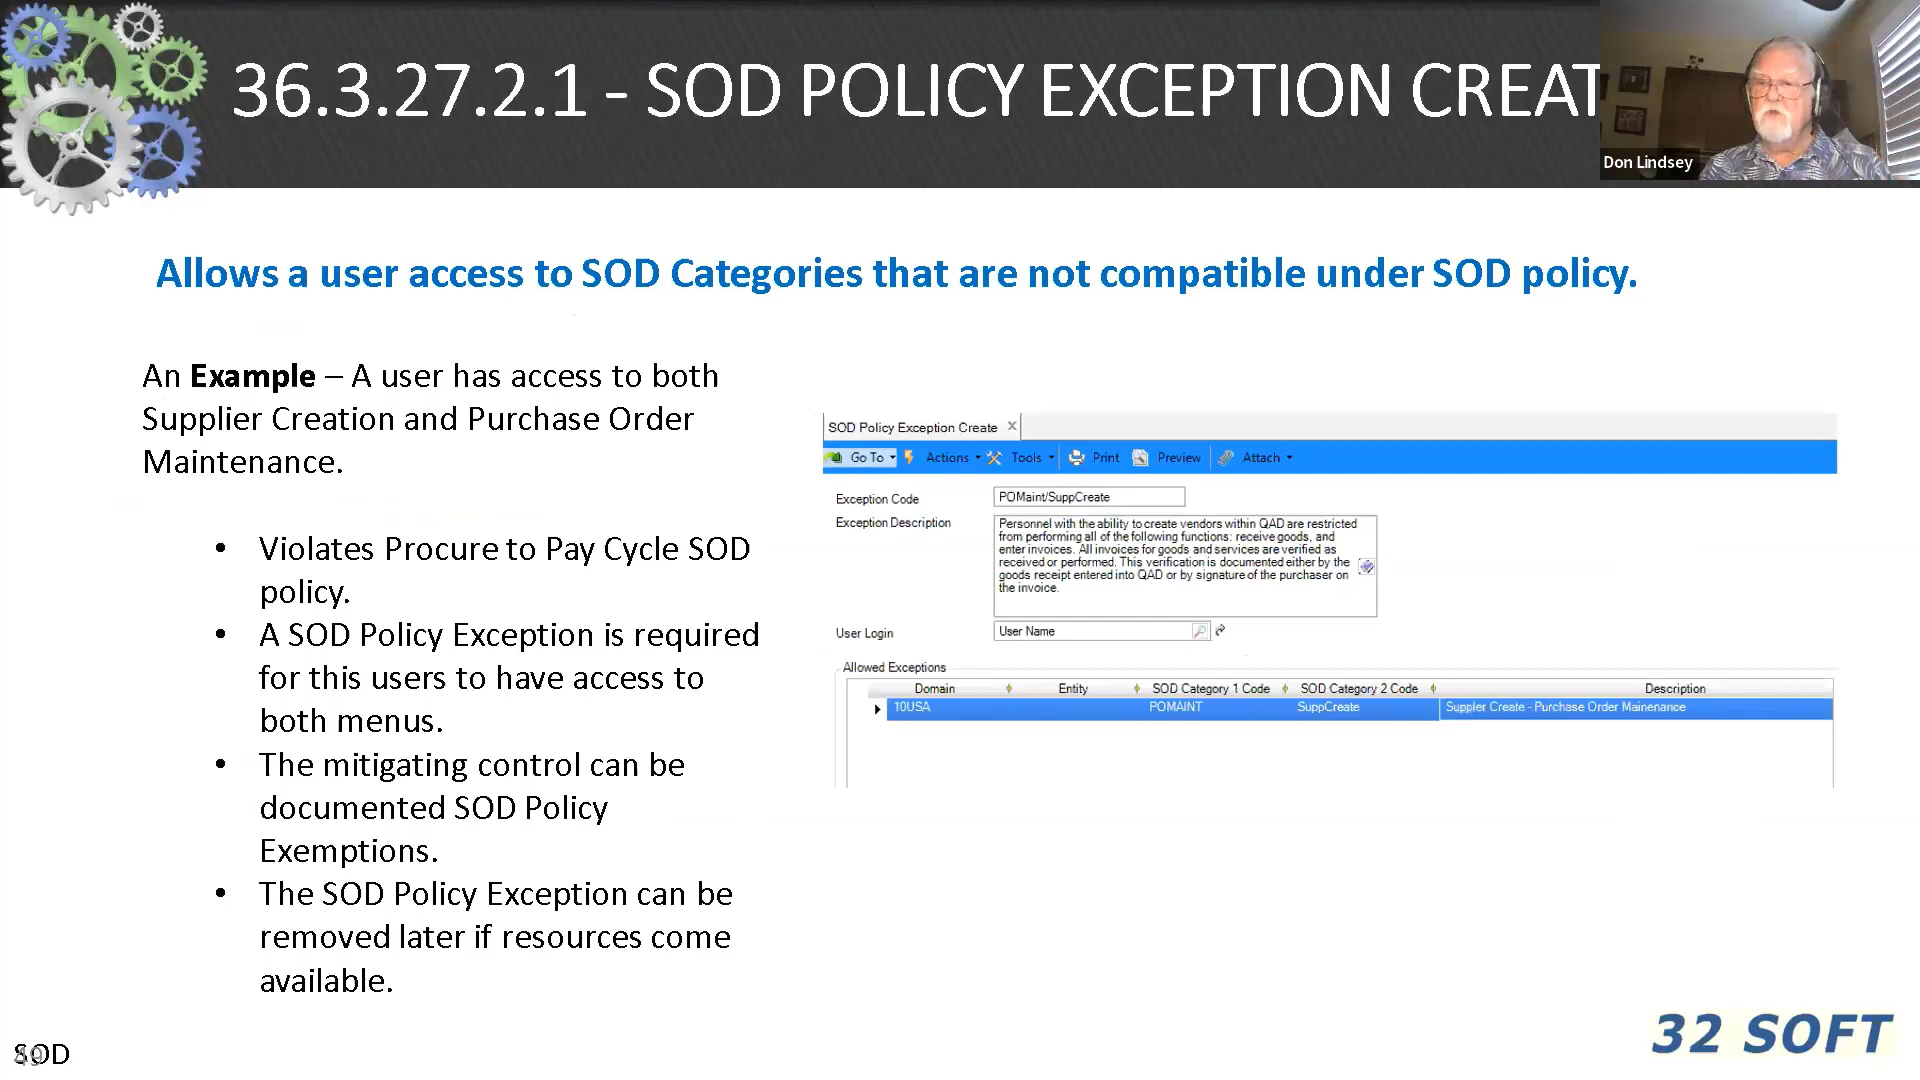 36.3.27.2.1 - SOD POLICY EXCEPTION CREAT
Don Lindsey
Allows a user access to SOD Categories that are not compatible under SOD policy.
An Example – A user has access to both
Supplier Creation and Purchase Order
Maintenance.
• Violates Procure to Pay Cycle SOD
policy.
• A SOD Policy Exception is required
for this users to have access to
both menus.
• The mitigating control can be
documented SOD Policy
Exemptions.
• The SOD Policy Exception can be
removed later if resources come
available.
SOD Policy Exception Create
Go To Actions Tools Print Preview Attach
Exception Code POMaint/SuppCreate
Exception Description Personnel with the ability to create vendors within QAD are restricted
from performing all of the following functions: receive goods, and
enter invoices. All invoices for goods and services are verified as
received or performed. This verification is documented either by the
goods receipt entered into QAD or by signature of the purchaser on
the invoice.
User Login User Name
Allowed Exceptions
Domain Entity SOD Category 1 Code SOD Category 2 Code Description
10USA POMAINT SuppCreate Suppler Create - Purchase Order Mainenance
32 SOFT
SOD
49